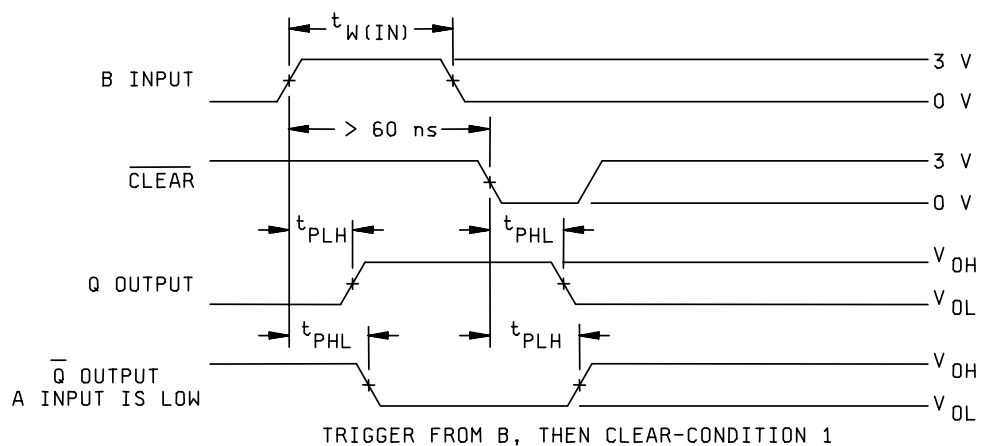 t W(IN)
B INPUT
3 V
0 V
> 60 ns
C̅L̅E̅A̅R̅
3 V
0 V
t PLH
t PHL
Q OUTPUT
V OH
V OL
t PHL
t PLH
Q̅ OUTPUT
A INPUT IS LOW
V OH
V OL
TRIGGER FROM B, THEN CLEAR-CONDITION 1